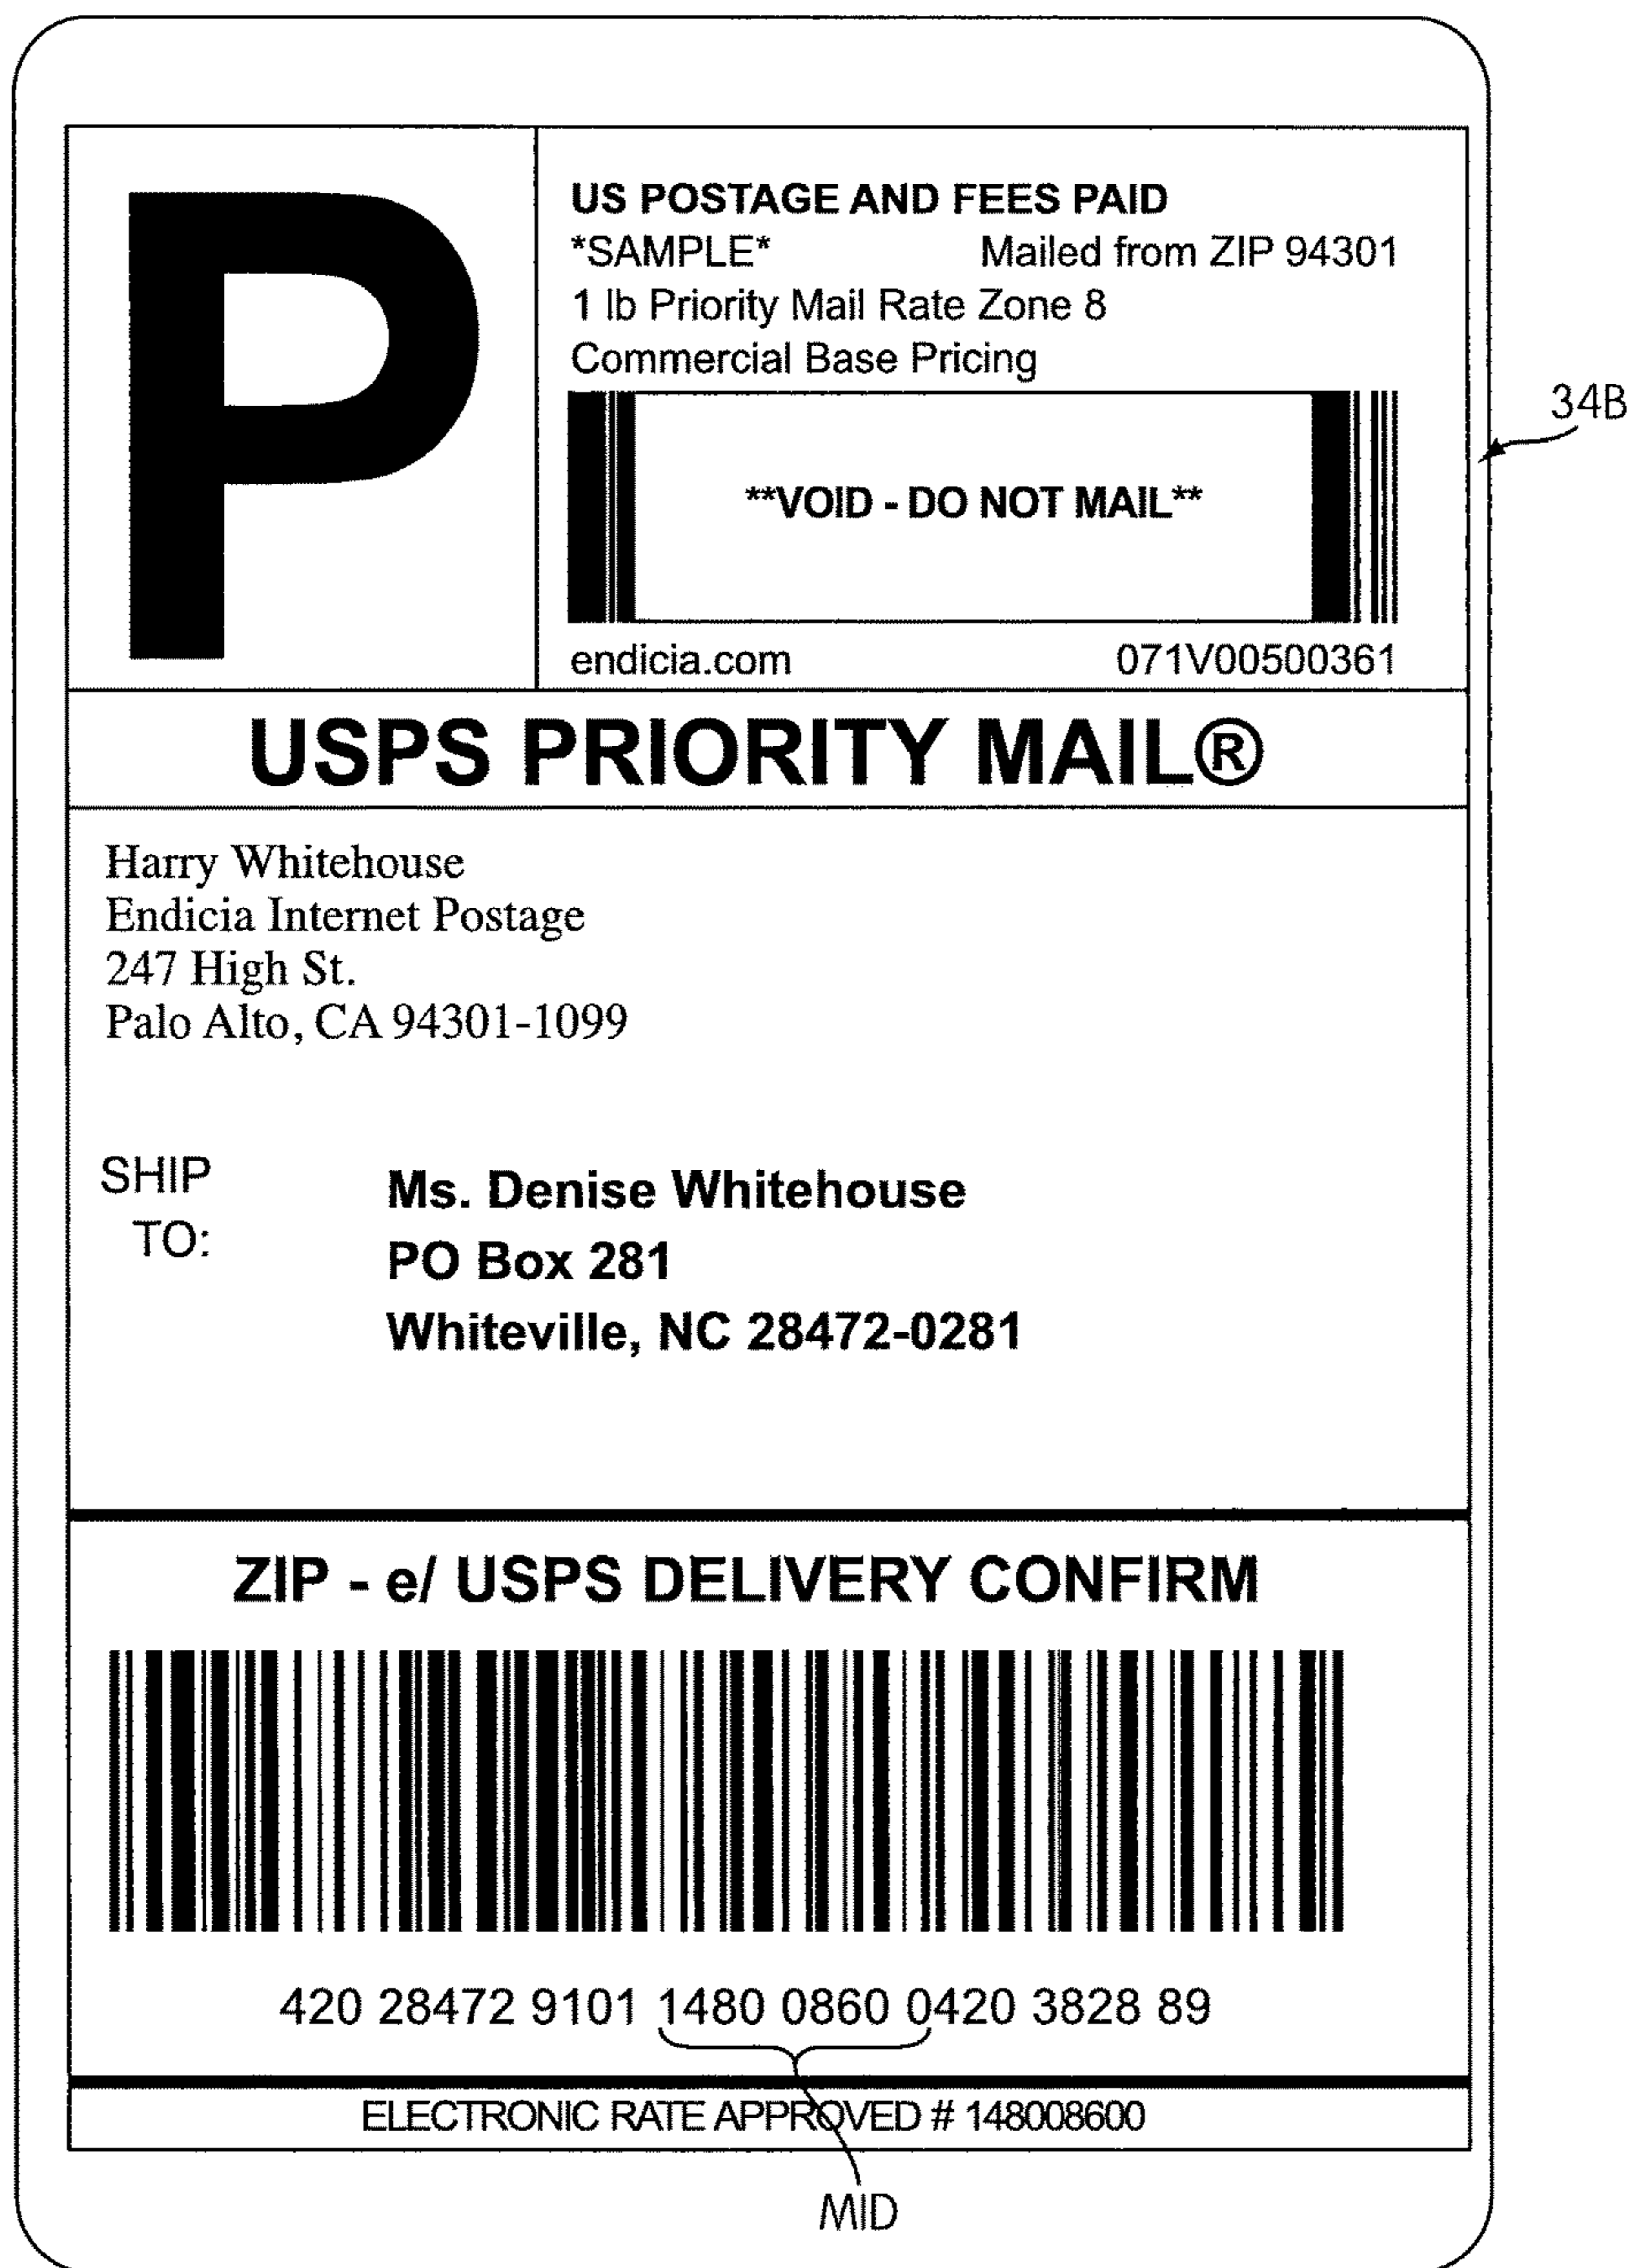 P
US POSTAGE AND FEES PAID
*SAMPLE* Mailed from ZIP 94301
1 lb Priority Mail Rate Zone 8
Commercial Base Pricing
34B
**VOID - DO NOT MAIL**
endicia.com 071V00500361
USPS PRIORITY MAIL®
Harry Whitehouse
Endicia Internet Postage
247 High St.
Palo Alto, CA 94301-1099
SHIP
TO:
Ms. Denise Whitehouse
PO Box 281
Whiteville, NC 28472-0281
ZIP - e/ USPS DELIVERY CONFIRM
420 28472 9101 1480 0860 0420 3828 89
ELECTRONIC RATE APPROVED # 148008600
MID